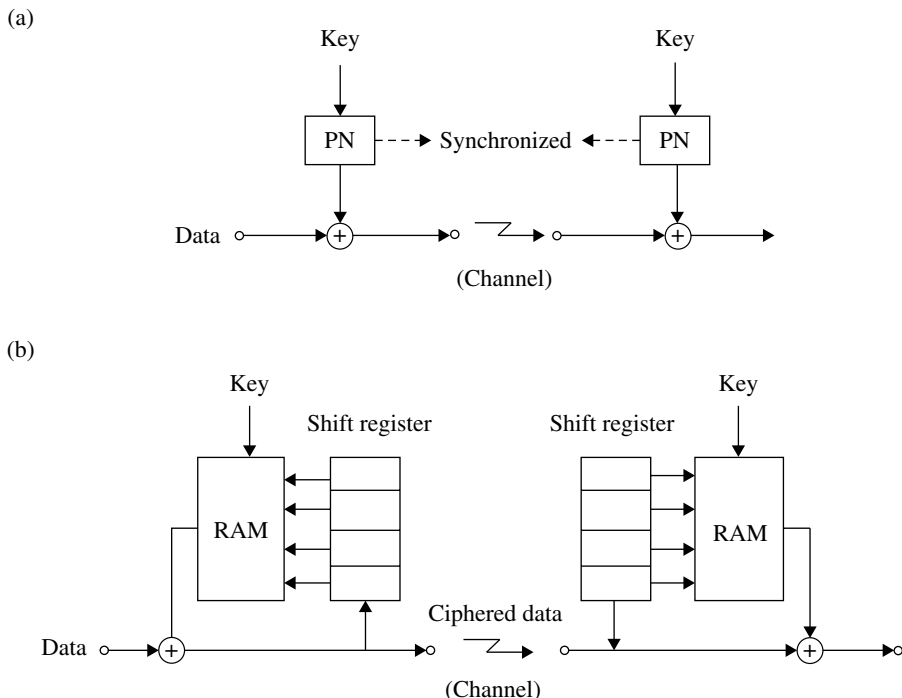 (a)
Key Key
PN Synchronized PN
Data + +
(Channel)
(b)
Key Key
Shift register Shift register
RAM RAM
Ciphered data
Data + +
(Channel)